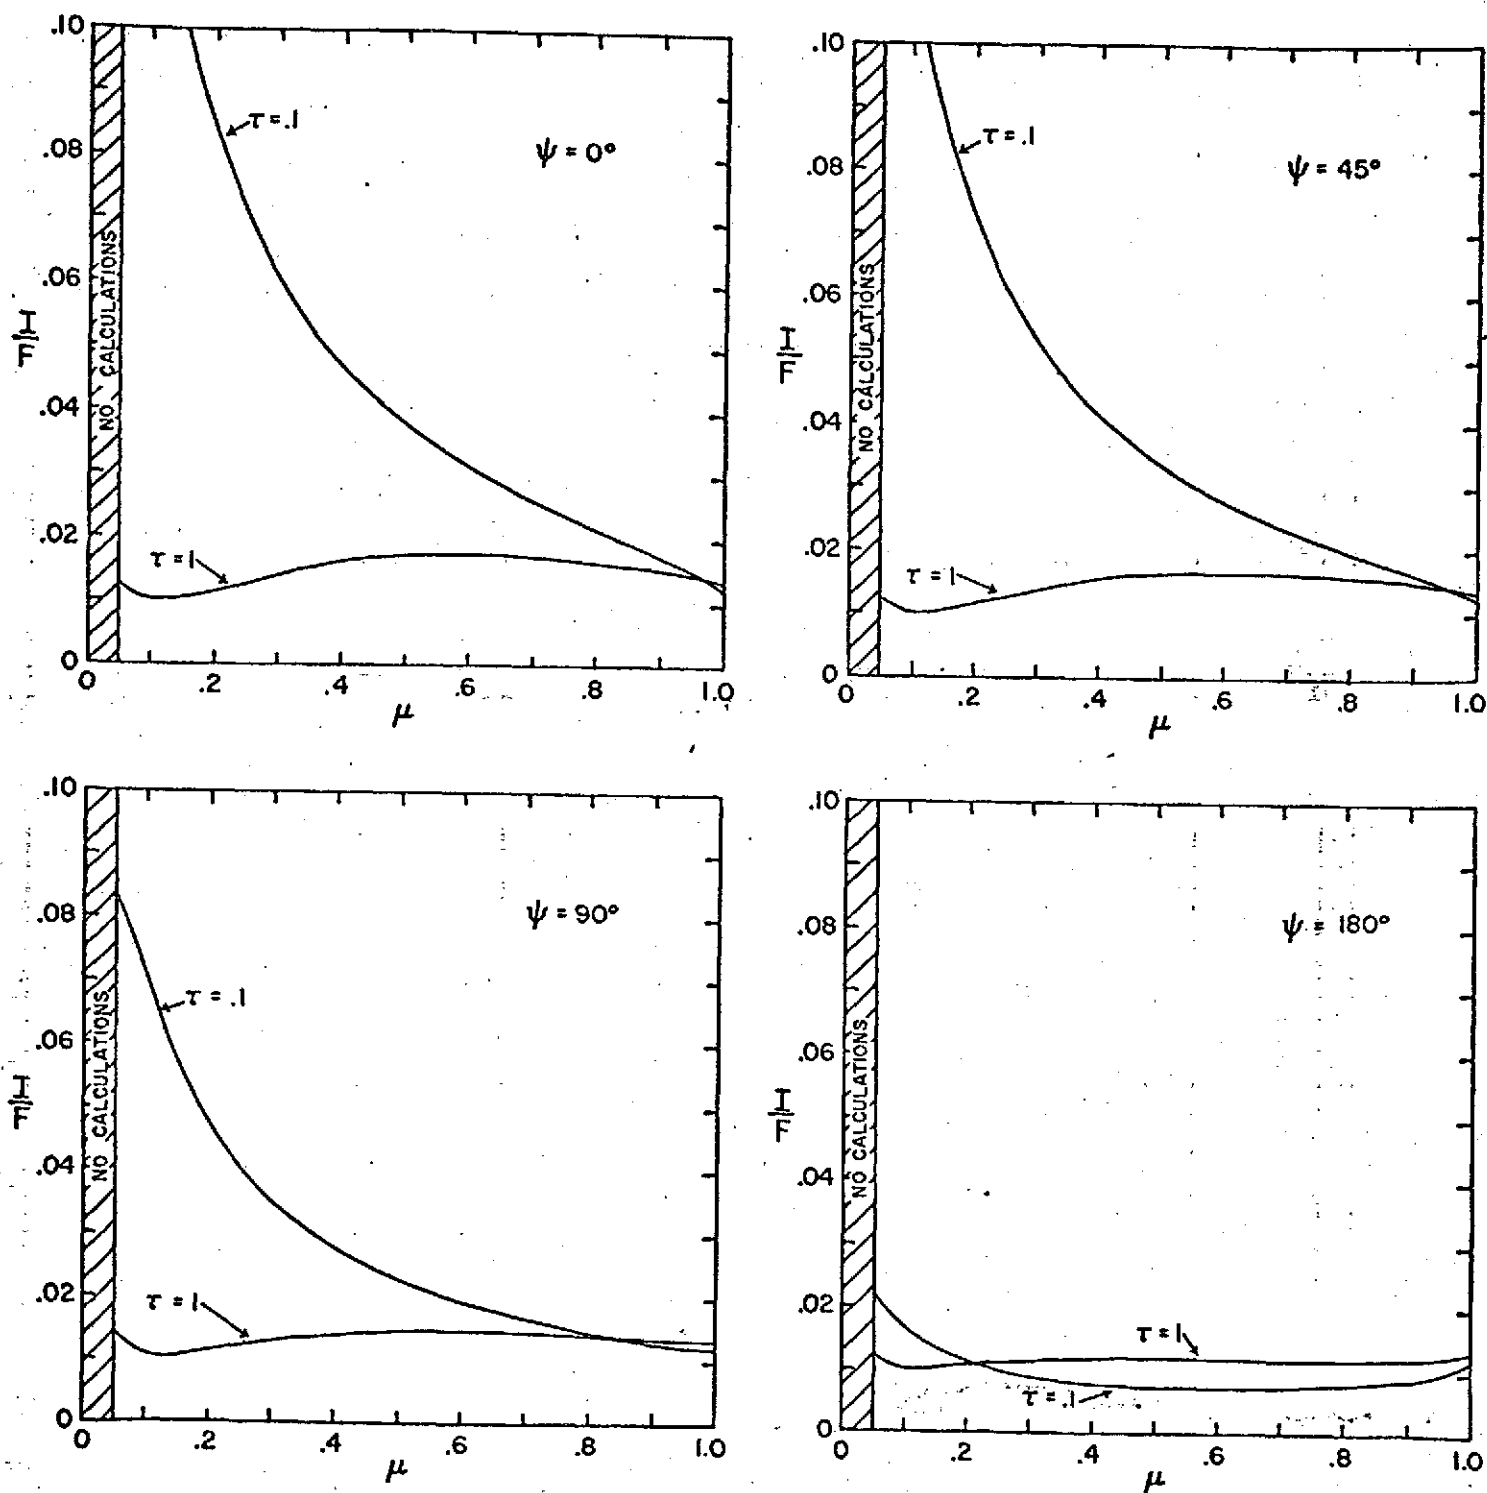 .10
.08
.06
.04
.02
0
I/F
NO CALCULATIONS
τ = .1
ψ = 0°
τ = 1
0 .2 .4 .6 .8 1.0
μ
.10
.08
.06
.04
.02
0
I/F
NO CALCULATIONS
τ = .1
ψ = 45°
τ = 1
0 .2 .4 .6 .8 1.0
μ
.10
.08
.06
.04
.02
0
I/F
NO CALCULATIONS
ψ = 90°
τ = .1
τ = 1
0 .2 .4 .6 .8 1.0
μ
.10
.08
.06
.04
.02
0
I/F
NO CALCULATIONS
ψ = 180°
τ = 1
τ = .1
0 .2 .4 .6 .8 1.0
μ